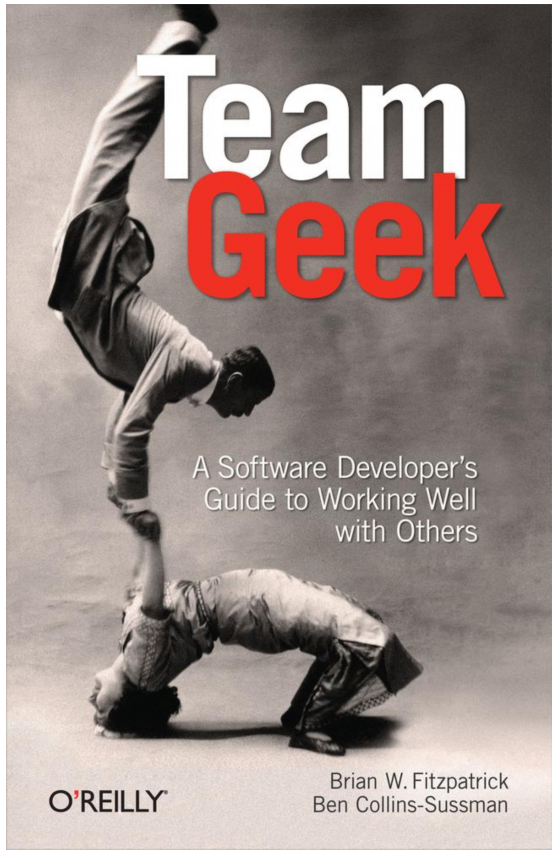 Team
Geek
A Software Developer's
Guide to Working Well
with Others
Brian W. Fitzpatrick
Ben Collins-Sussman
O'REILLY®